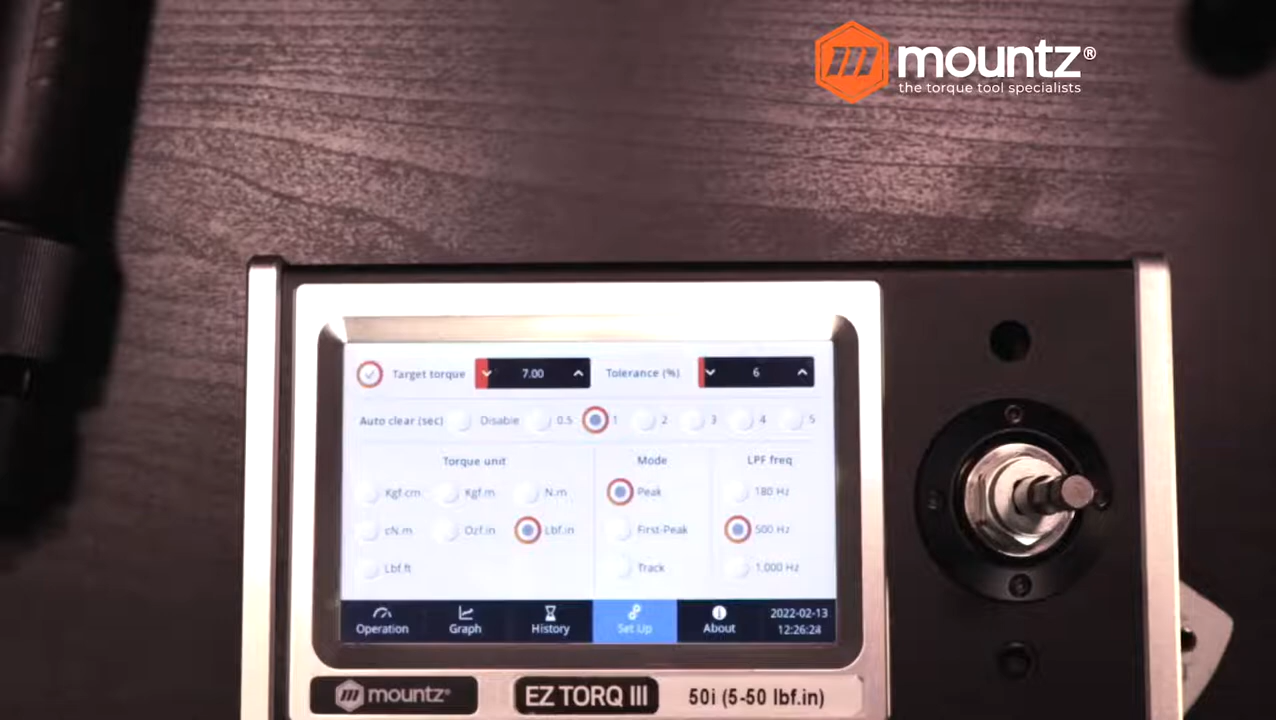 mountz®
the torque tool specialists
Target torque 7.00 Tolerance (%) 6
Auto clear (sec) Disable 0.5 1 2 3 4 5
Torque unit Mode LPF freq
Kgf.cm Kgf.m N.m Peak 180 Hz
cN.m Ozf.in Lbf.in First-Peak 500 Hz
Lbf.ft Track 1,000 Hz
Operation Graph History Set Up About 2022-02-13
12:26:24
mountz® EZ TORQ III 50i (5-50 lbf.in)